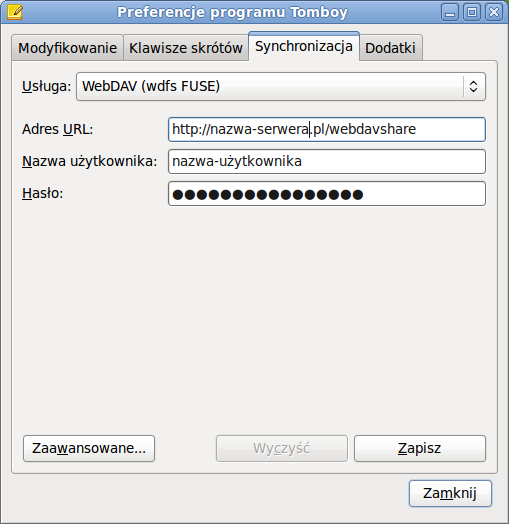 Preferencje programu Tomboy
Modyfikowanie Klawisze skrótów Synchronizacja Dodatki
Usługa: WebDAV (wdfs FUSE)
Adres URL: http://nazwa-serwera.pl/webdavshare
Nazwa użytkownika: nazwa-użytkownika
Hasło: ●●●●●●●●●●●●●●●●
Zaawansowane... Wyczyść Zapisz
Zamknij